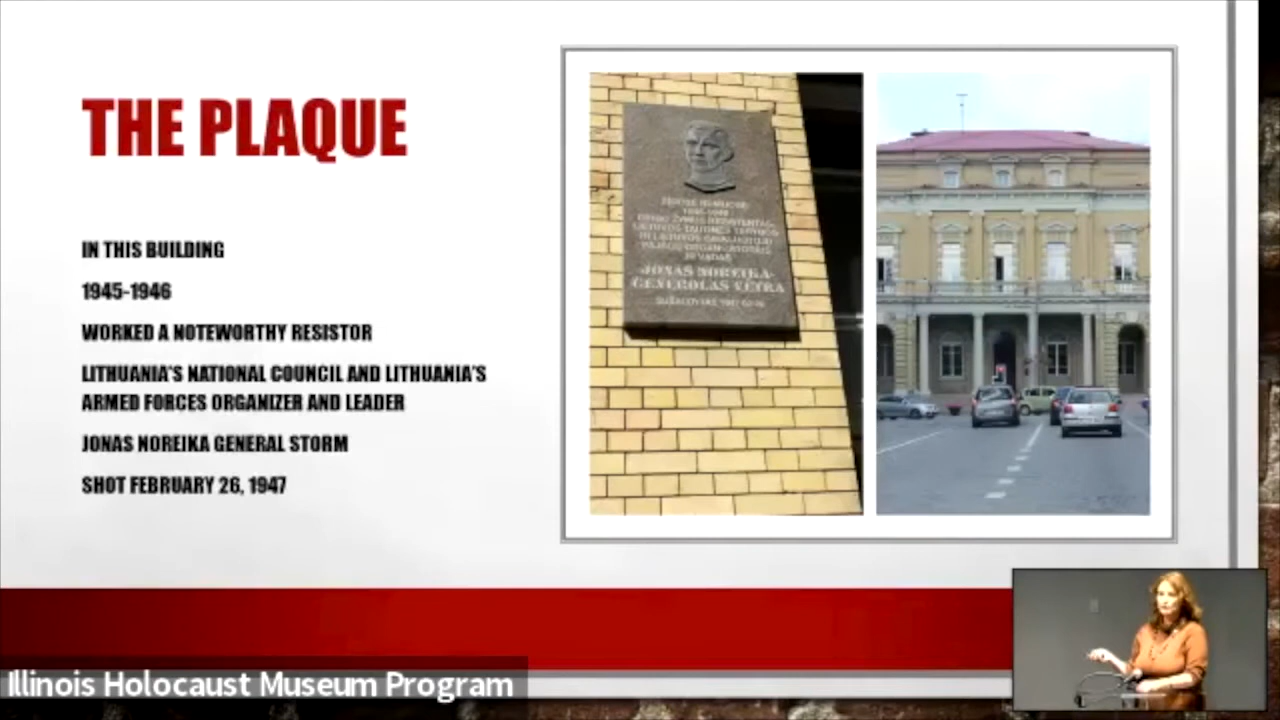 THE PLAQUE
IN THIS BUILDING
1945-1946
WORKED A NOTEWORTHY RESISTOR
LITHUANIA'S NATIONAL COUNCIL AND LITHUANIA'S
ARMED FORCES ORGANIZER AND LEADER
JONAS NOREIKA GENERAL STORM
SHOT FEBRUARY 26, 1947
JONAS NOREIKA-
GENEROLAS VĖTRA
Illinois Holocaust Museum Program